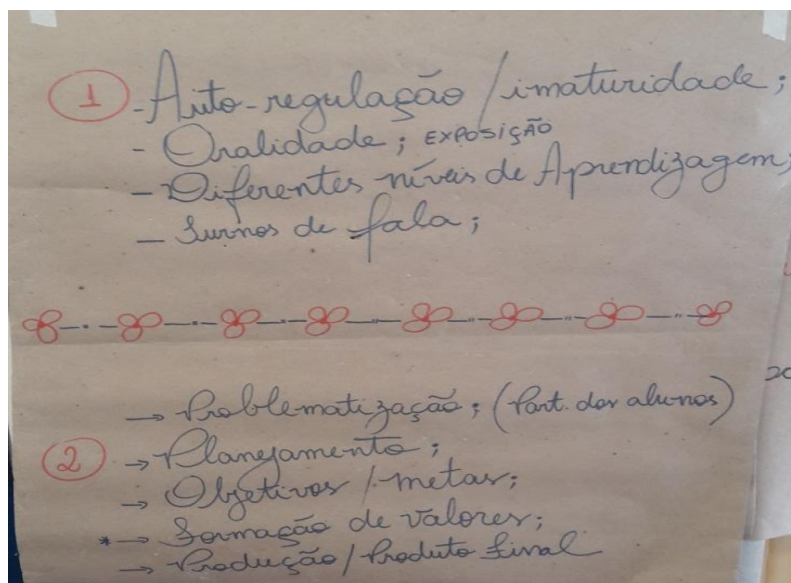 1 - Auto-regulação / imaturidade;
- Oralidade; EXPOSIÇÃO
- Diferentes níveis de Aprendizagem;
- Turnos de fala;
→ Problematização; (Part. dos alunos)
2 → Planejamento;
→ Objetivos / metas;
*→ Formação de valores;
→ Produção / Produto final